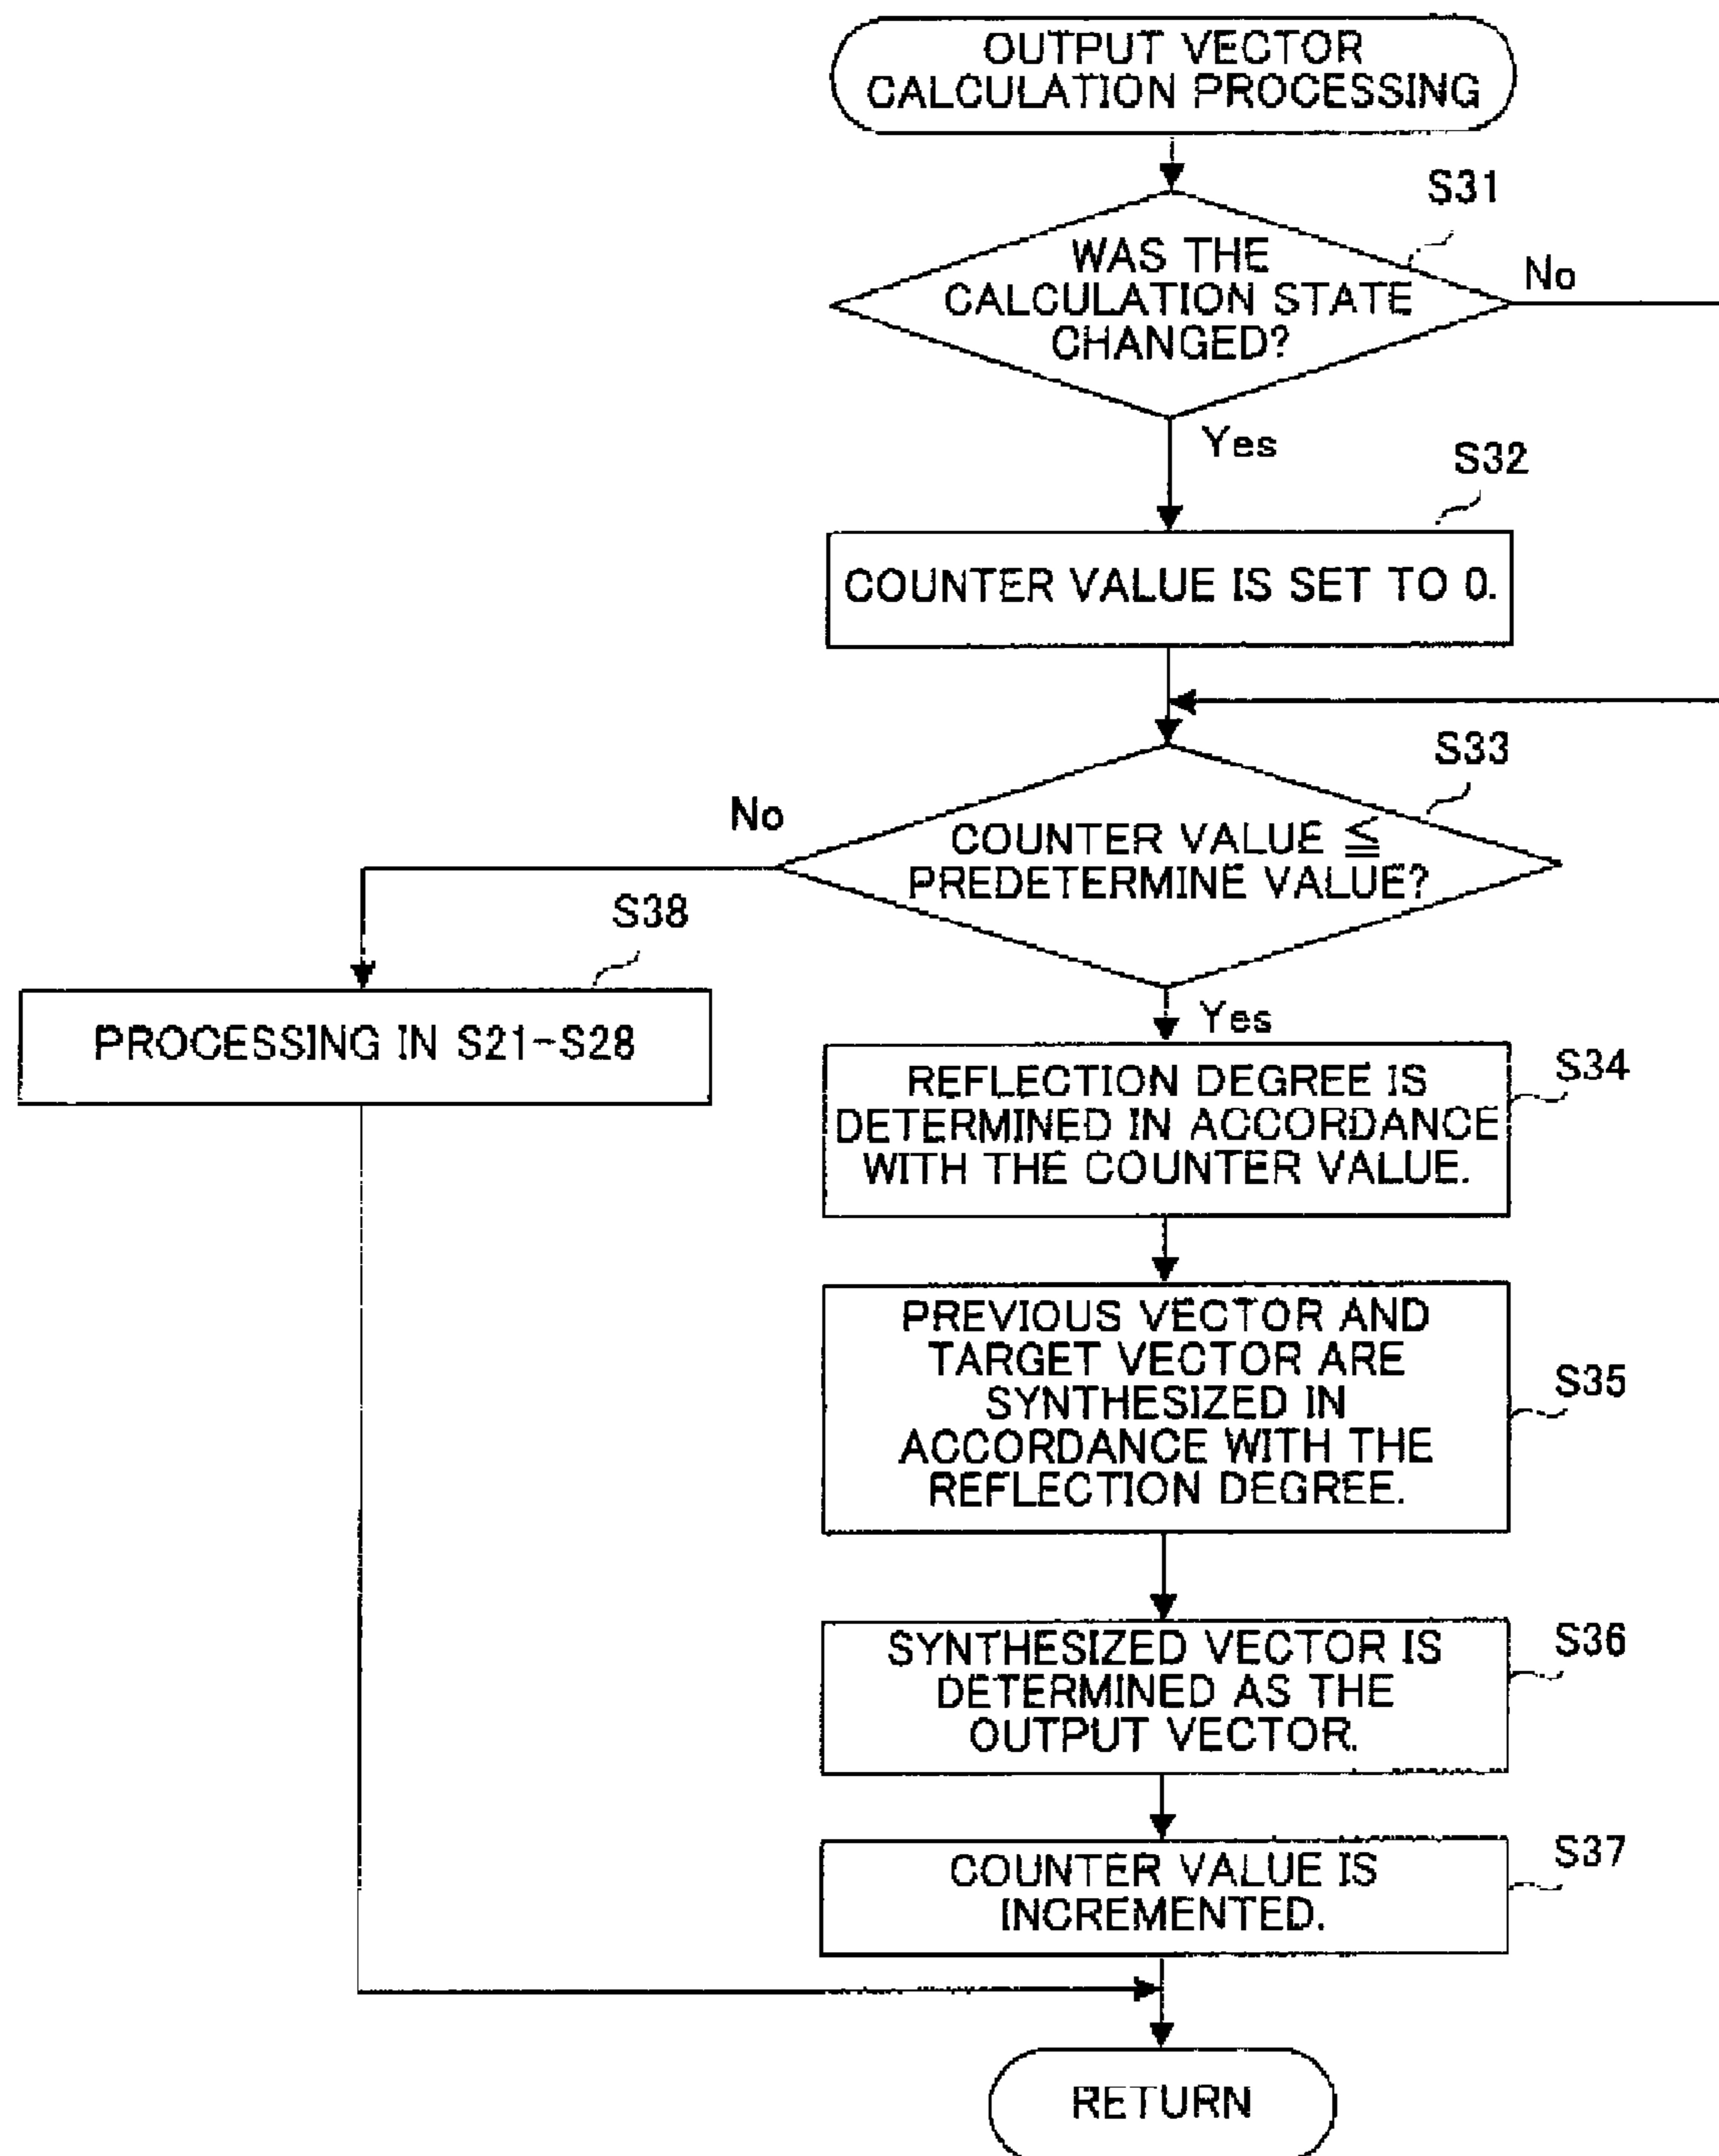 OUTPUT VECTOR
CALCULATION PROCESSING
S31
WAS THE
CALCULATION STATE
CHANGED?
No
Yes
S32
COUNTER VALUE IS SET TO 0.
S33
No
COUNTER VALUE ≦
PREDETERMINE VALUE?
S38
PROCESSING IN S21-S28
Yes
S34
REFLECTION DEGREE IS
DETERMINED IN ACCORDANCE
WITH THE COUNTER VALUE.
PREVIOUS VECTOR AND
TARGET VECTOR ARE
SYNTHESIZED IN
ACCORDANCE WITH THE
REFLECTION DEGREE.
S35
SYNTHESIZED VECTOR IS
DETERMINED AS THE
OUTPUT VECTOR.
S36
COUNTER VALUE IS
INCREMENTED.
S37
RETURN